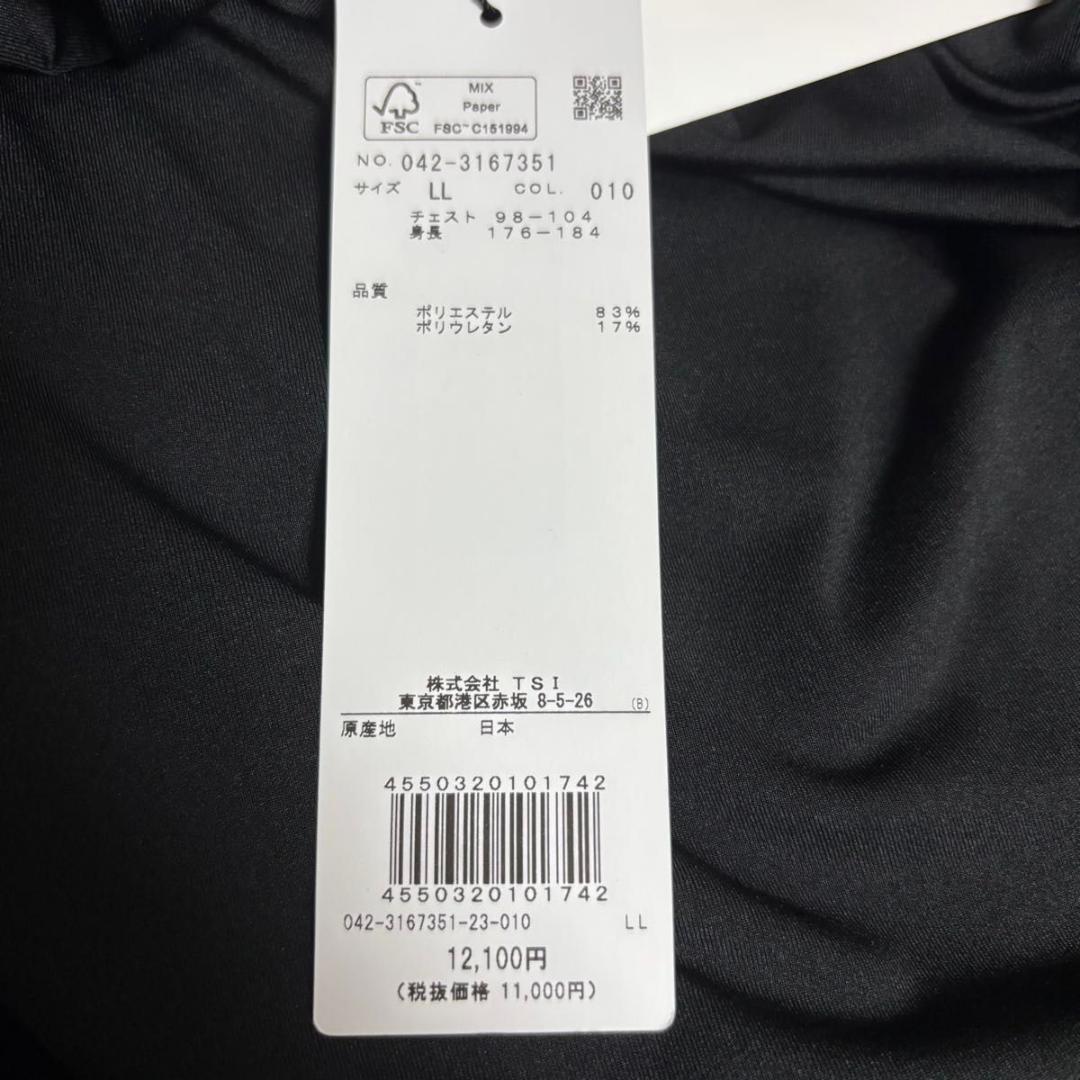 MIX
Paper
FSC™ C151994
FSC™
NO. 042-3167351
サイズ LL COL. 010
チェスト 98-104
身長 176-184
品質
ポリエステル 83%
ポリウレタン 17%
株式会社 TSI
東京都港区赤坂 8-5-26 (B)
原産地 日本
4550320101742
4550320101742
042-3167351-23-010 LL
12,100円
(税抜価格 11,000円)